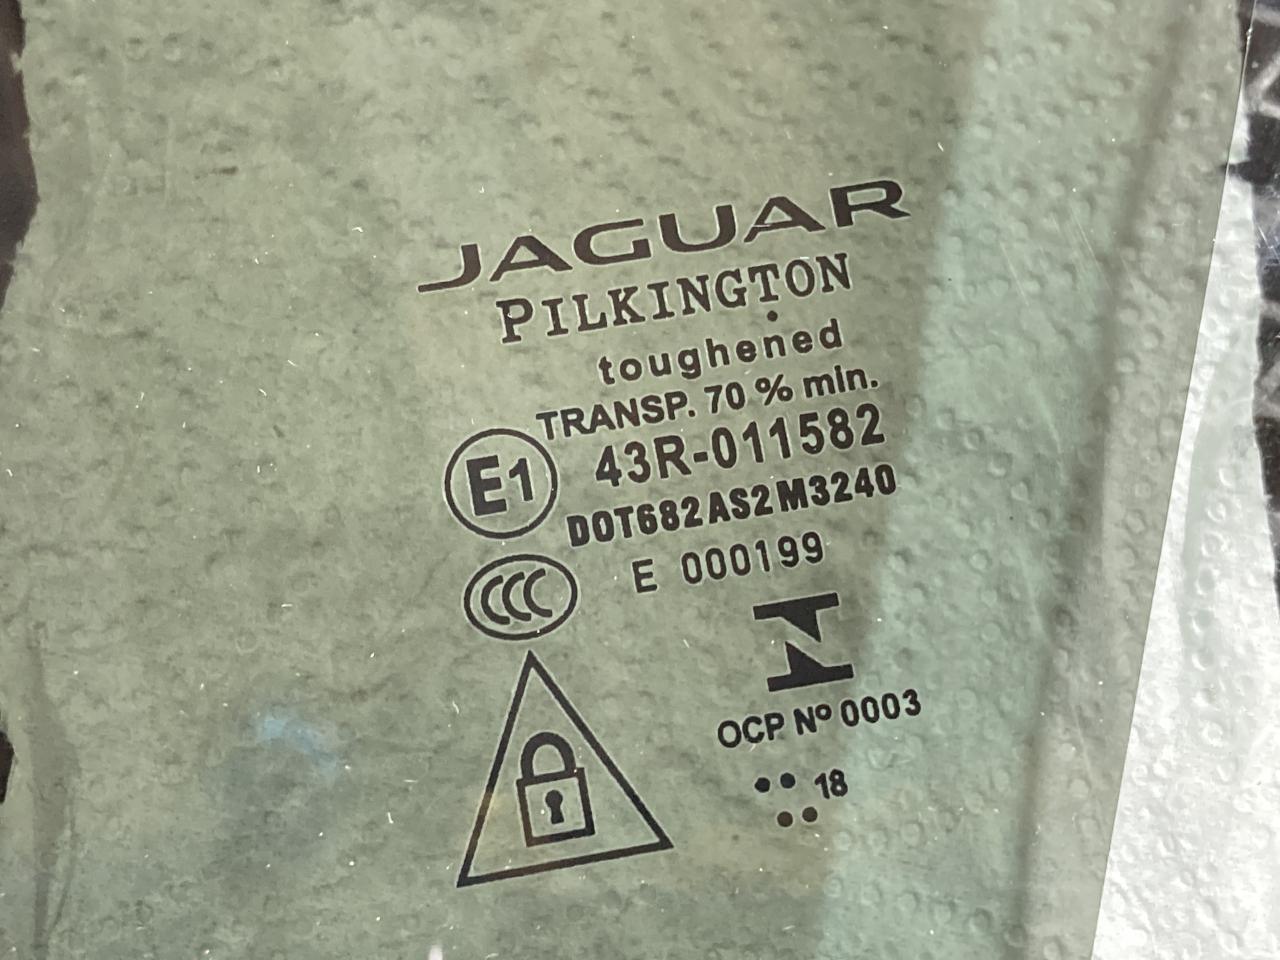 JAGUAR
PILKINGTON
toughened
TRANSP. 70 % min.
E1 43R-011582
DOT682 AS2 M3240
CCC E 000199
OCP Nº 0003
18